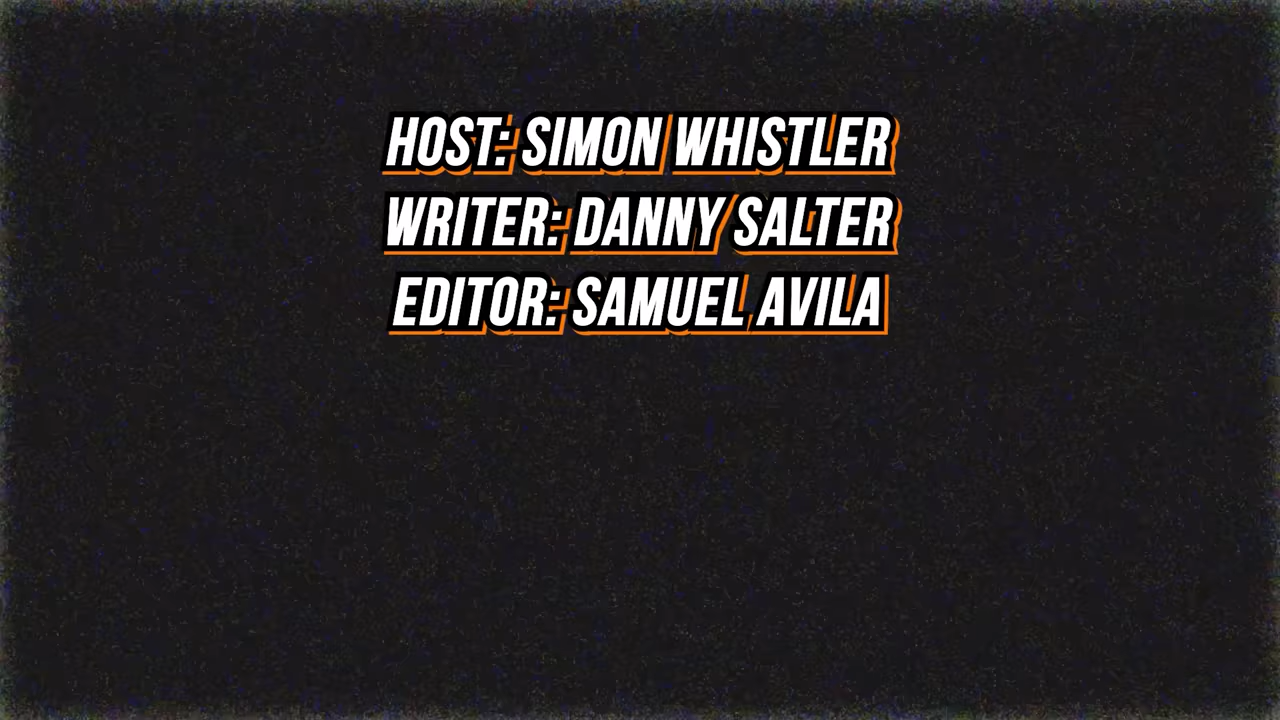 HOST: SIMON WHISTLER
WRITER: DANNY SALTER
EDITOR: SAMUEL AVILA